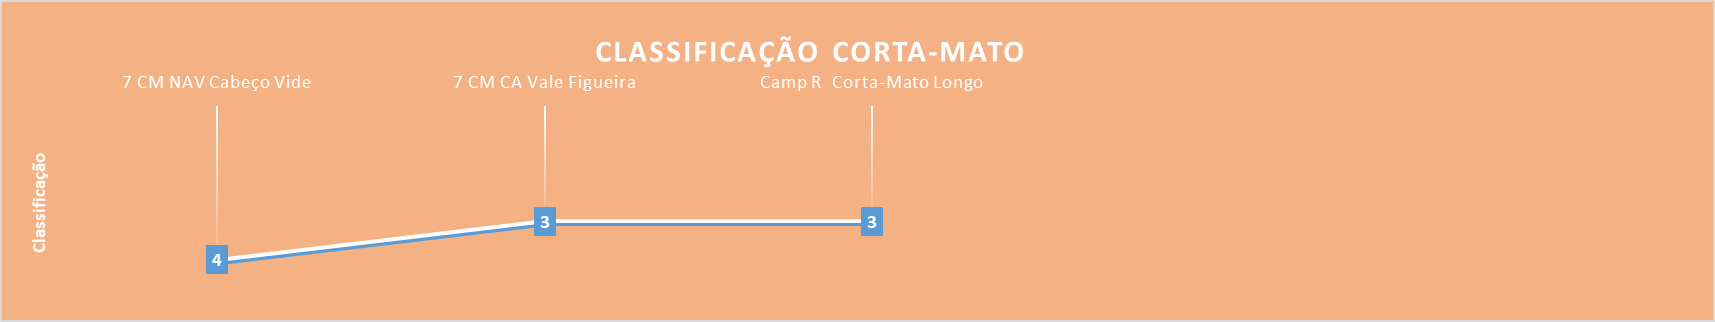 CLASSIFICAÇÃO CORTA-MATO
7 CM NAV Cabeço Vide
7 CM CA Vale Figueira
Camp R Corta-Mato Longo
Classificação
4
3
3